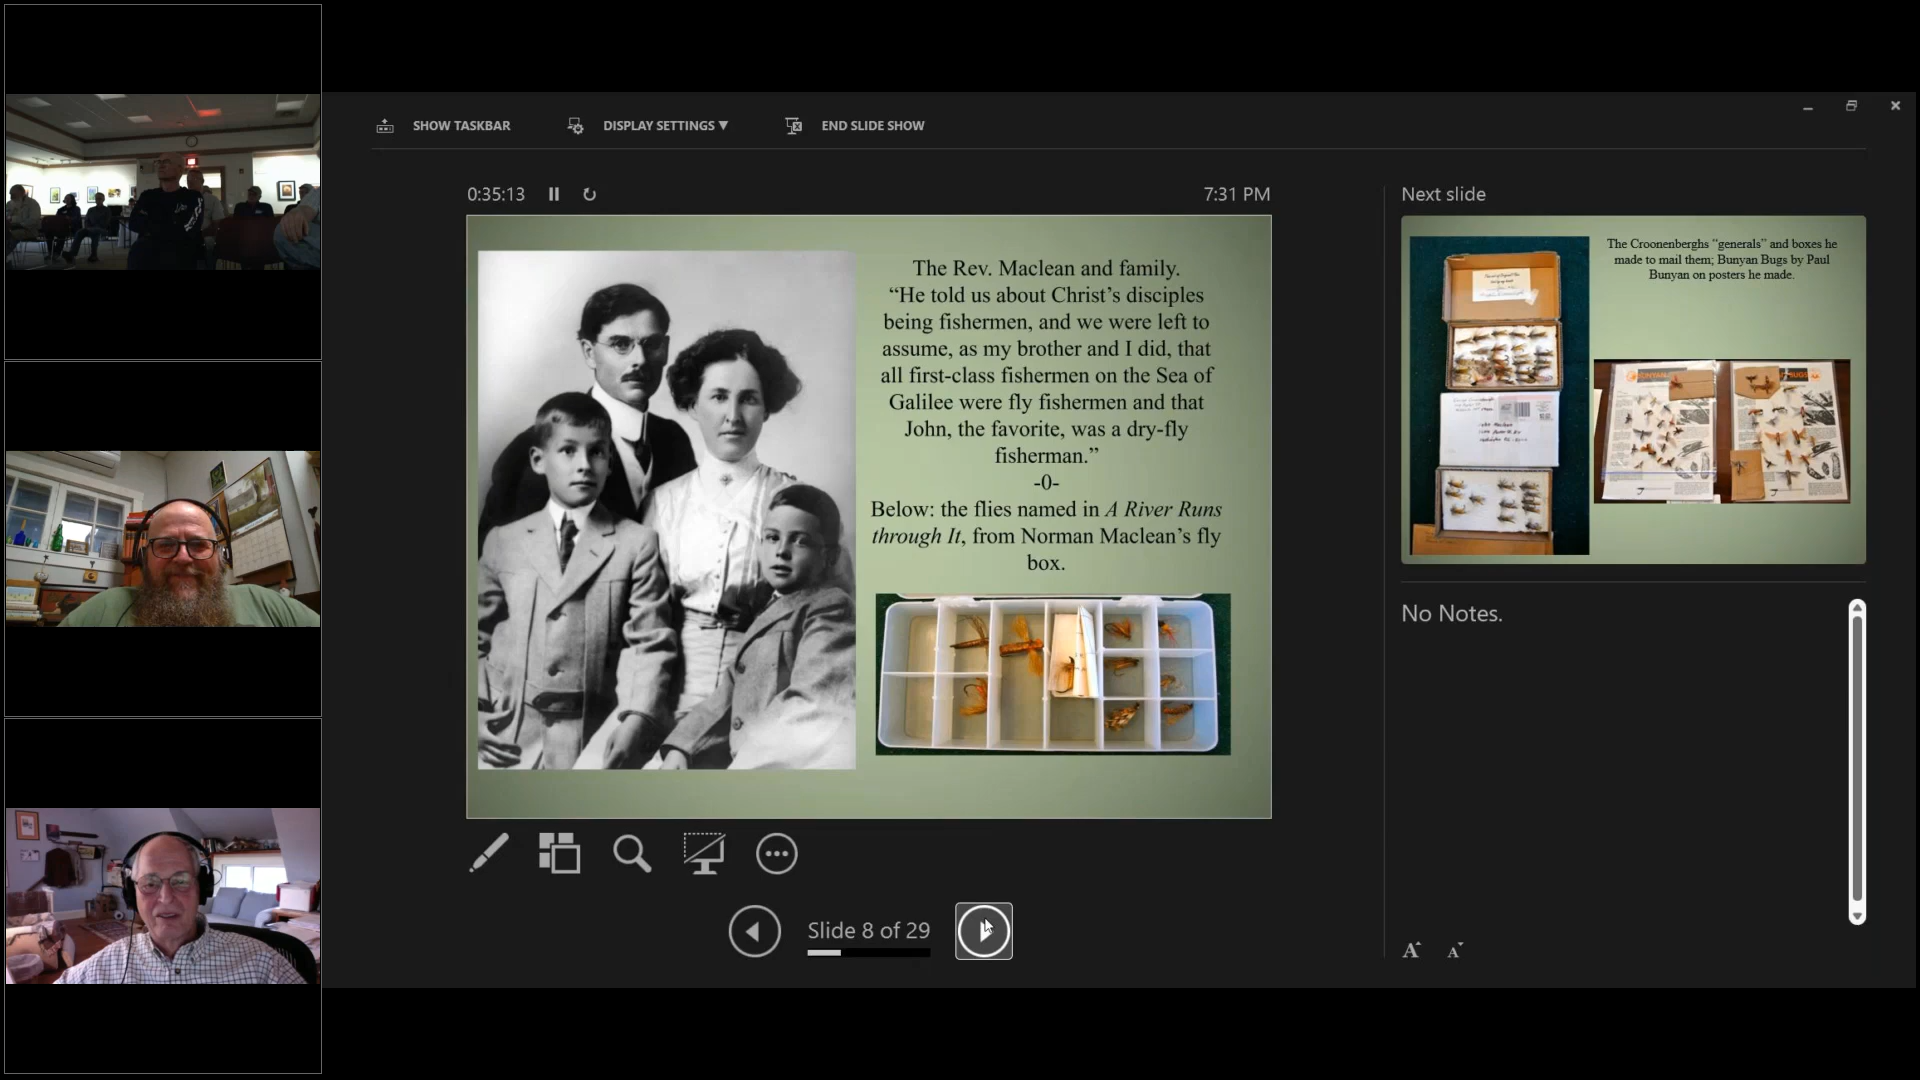 SHOW TASKBAR
DISPLAY SETTINGS ▼
END SLIDE SHOW
0:35:13
7:31 PM
The Rev. Maclean and family.
“He told us about Christ’s disciples
being fishermen, and we were left to
assume, as my brother and I did, that
all first-class fishermen on the Sea of
Galilee were fly fishermen and that
John, the favorite, was a dry-fly
fisherman.”
-0-
Below: the flies named in A River Runs
through It, from Norman Maclean’s fly
box.
Slide 8 of 29
Next slide
The Croonenberghs “generals” and boxes he
made to mail them; Bunyan Bugs by Paul
Bunyan on posters he made.
No Notes.
A A